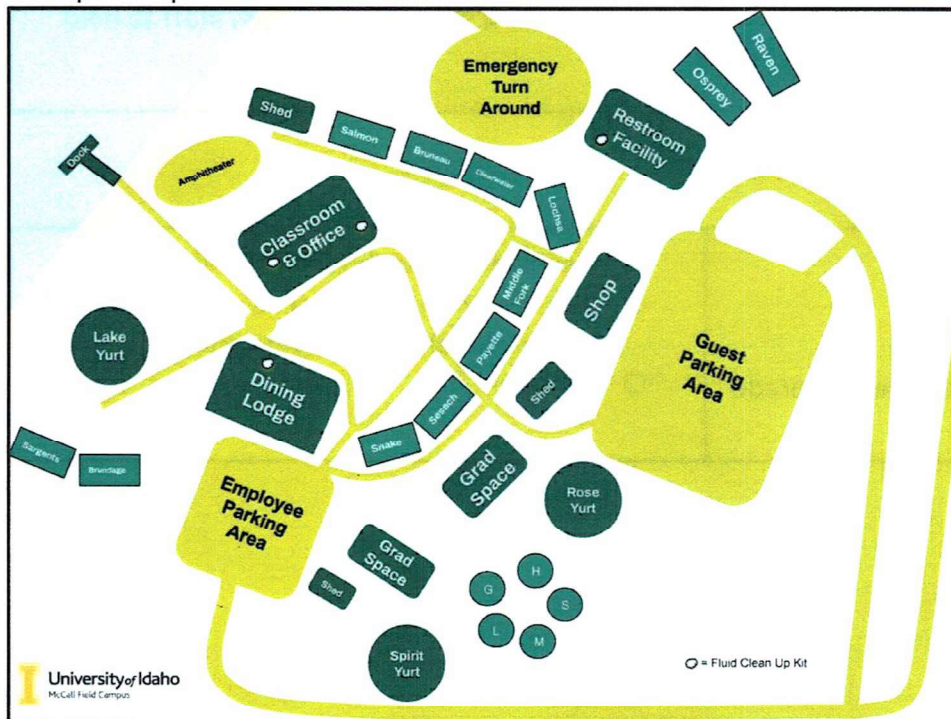 Emergency
Turn
Around
Raven
Osprey
Restroom
Facility
Shed
Salmon
Bruneau
Clearwater
Lochsa
Dock
Amphitheater
Classroom
& Office
Middle
Fork
Shop
Payette
Lake
Yurt
Dining
Lodge
Guest
Parking
Area
Shed
Sesech
Snake
Grad
Space
Rose
Yurt
Sargents
Brundage
Employee
Parking
Area
Grad
Space
Shed
G
H
S
L
M
Spirit
Yurt
= Fluid Clean Up Kit
University of Idaho
McCall Field Campus